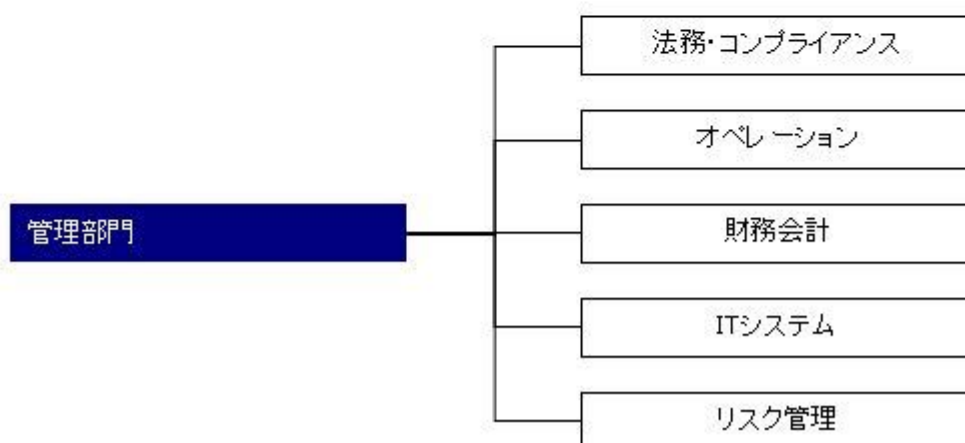 法務・コンプライアンス
オペレーション
管理部門
財務会計
ITシステム
リスク管理